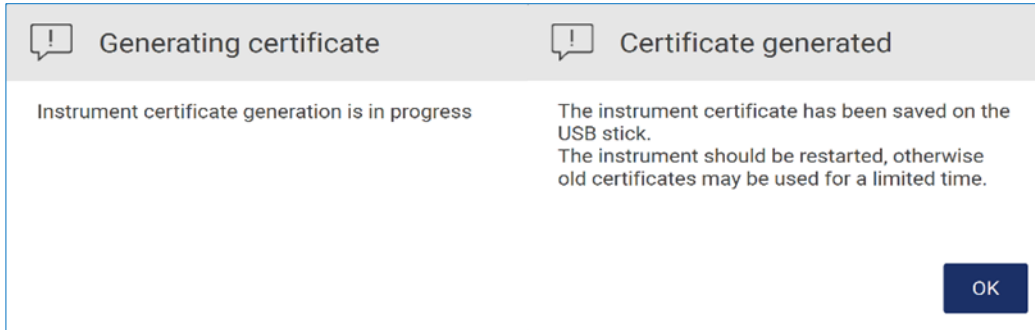 Generating certificate
Instrument certificate generation is in progress
Certificate generated
The instrument certificate has been saved on the
USB stick.
The instrument should be restarted, otherwise
old certificates may be used for a limited time.
OK